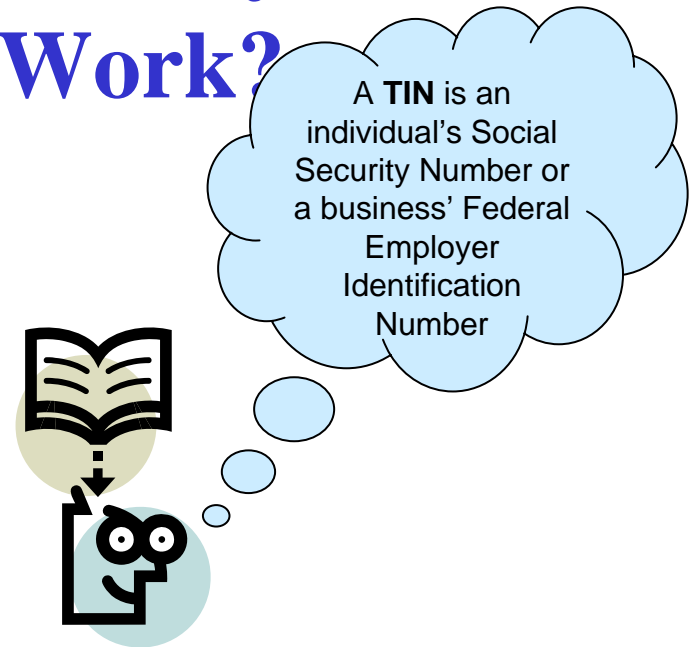 Work?
A TIN is an
individual's Social
Security Number or
a business' Federal
Employer
Identification
Number